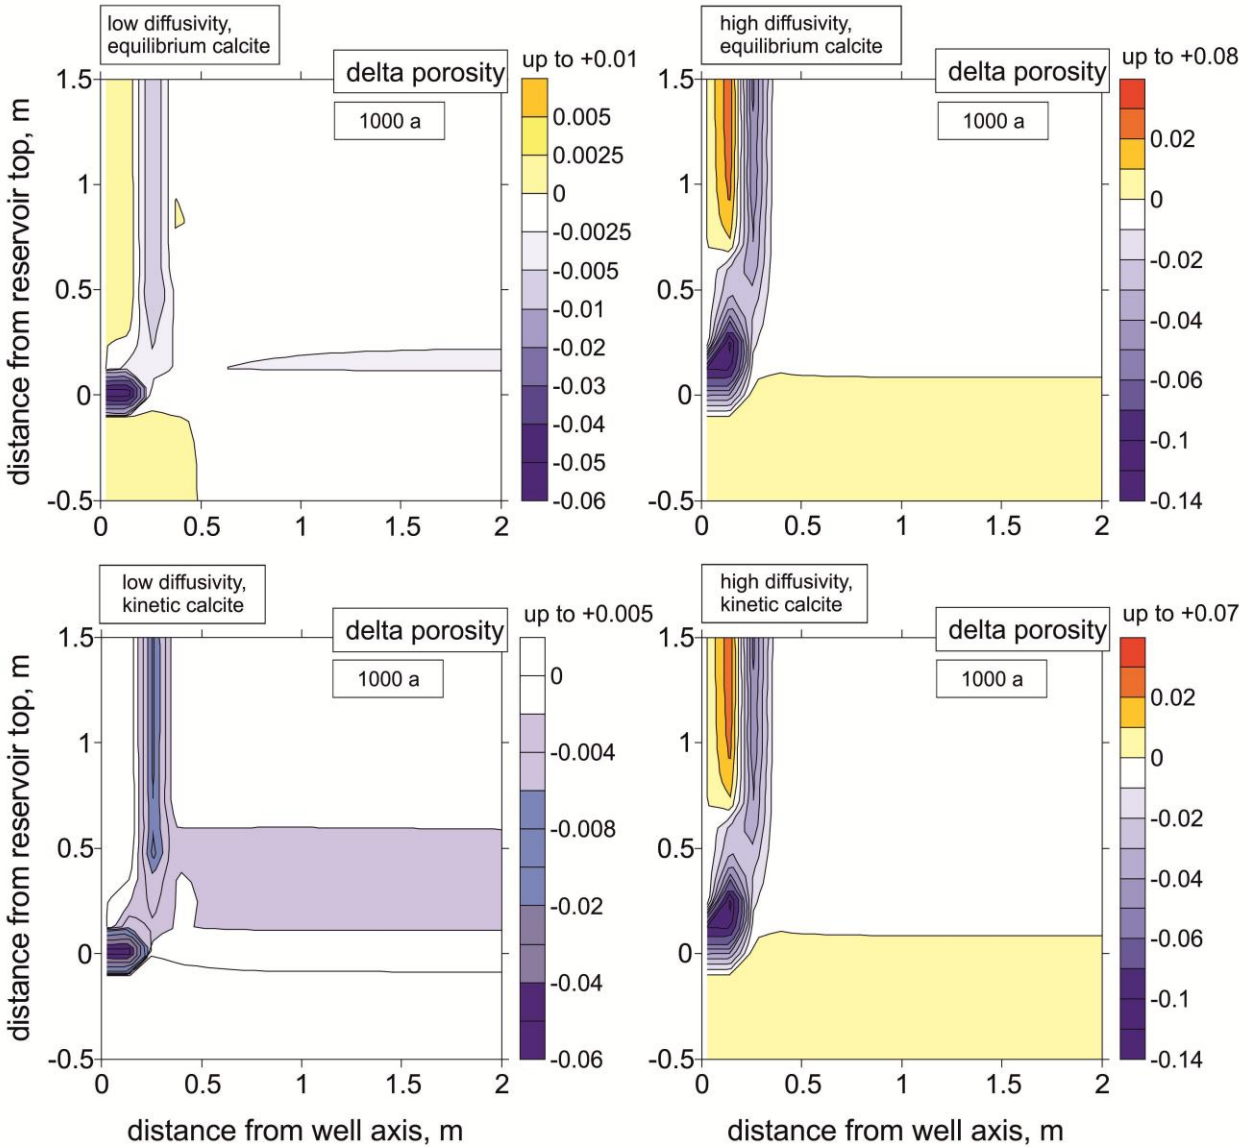 low diffusivity,
equilibrium calcite
delta porosity
1000 a
up to +0.01
0.005
0.0025
0
-0.0025
-0.005
-0.01
-0.02
-0.03
-0.04
-0.05
-0.06
distance from reservoir top, m
1.5
1
0.5
0
-0.5
0 0.5 1 1.5 2
high diffusivity,
equilibrium calcite
delta porosity
1000 a
up to +0.08
0.02
0
-0.02
-0.04
-0.06
-0.1
-0.14
1.5
1
0.5
0
-0.5
0 0.5 1 1.5 2
low diffusivity,
kinetic calcite
delta porosity
1000 a
up to +0.005
0
-0.004
-0.008
-0.02
-0.04
-0.06
distance from reservoir top, m
1.5
1
0.5
0
-0.5
0 0.5 1 1.5 2
distance from well axis, m
high diffusivity,
kinetic calcite
delta porosity
1000 a
up to +0.07
0.02
0
-0.02
-0.04
-0.06
-0.1
-0.14
1.5
1
0.5
0
-0.5
0 0.5 1 1.5 2
distance from well axis, m